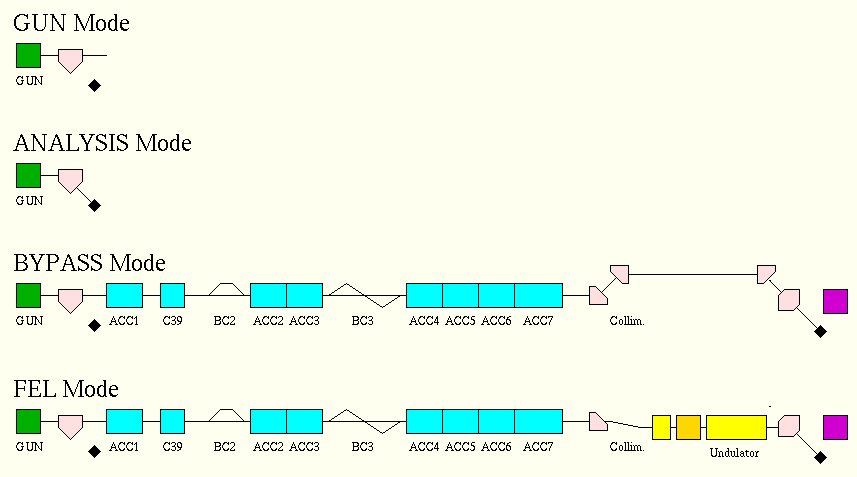 GUN Mode
GUN
ANALYSIS Mode
GUN
BYPASS Mode
GUN ACC1 C39 BC2 ACC2 ACC3 BC3 ACC4 ACC5 ACC6 ACC7 Collim.
FEL Mode
GUN ACC1 C39 BC2 ACC2 ACC3 BC3 ACC4 ACC5 ACC6 ACC7 Collim.
Undulator